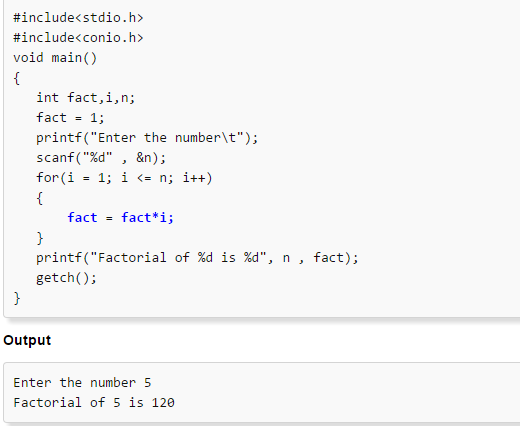 #include<stdio.h>
#include<conio.h>
void main()
{
   int fact,i,n;
   fact = 1;
   printf("Enter the number\t");
   scanf("%d" , &n);
   for(i = 1; i <= n; i++)
   {
       fact = fact*i;
   }
   printf("Factorial of %d is %d", n , fact);
   getch();
}
Output
Enter the number 5
Factorial of 5 is 120